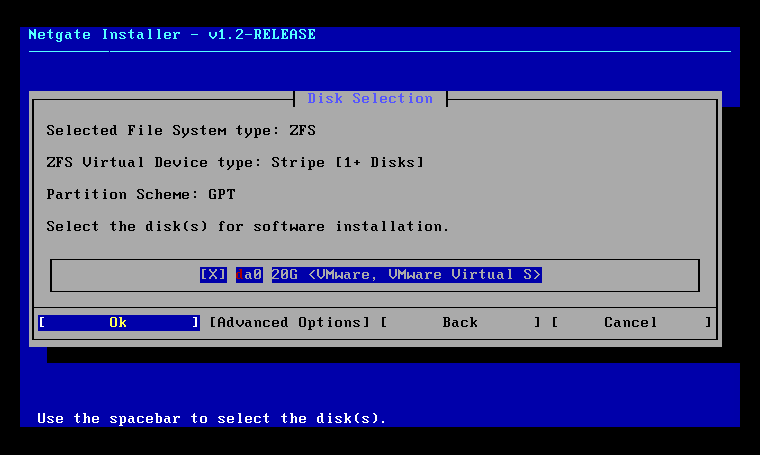 Netgate Installer - v1.2-RELEASE
Disk Selection
Selected File System type: ZFS
ZFS Virtual Device type: Stripe [1+ Disks]
Partition Scheme: GPT
Select the disk(s) for software installation.
[X] da0 20G <VMware, VMware Virtual S>
[ Ok ] [Advanced Options] [ Back ] [ Cancel ]
Use the spacebar to select the disk(s).